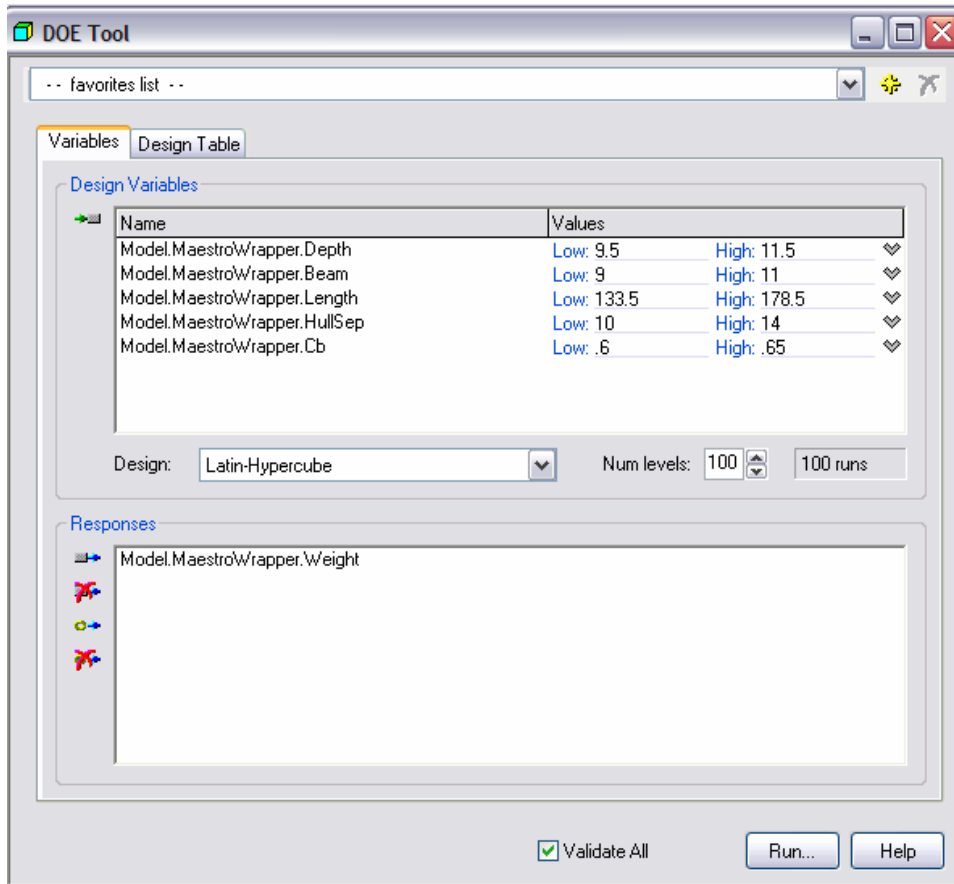 DOE Tool
-- favorites list --
Variables Design Table
Design Variables
Name Values
Model.MaestroWrapper.Depth Low: 9.5 High: 11.5
Model.MaestroWrapper.Beam Low: 9 High: 11
Model.MaestroWrapper.Length Low: 133.5 High: 178.5
Model.MaestroWrapper.HullSep Low: 10 High: 14
Model.MaestroWrapper.Cb Low: .6 High: .65
Design: Latin-Hypercube Num levels: 100 100 runs
Responses
Model.MaestroWrapper.Weight
Validate All Run... Help